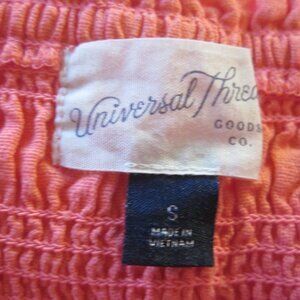 Universal Threa
GOODS
CO.
S
MADE IN
VIETNAM